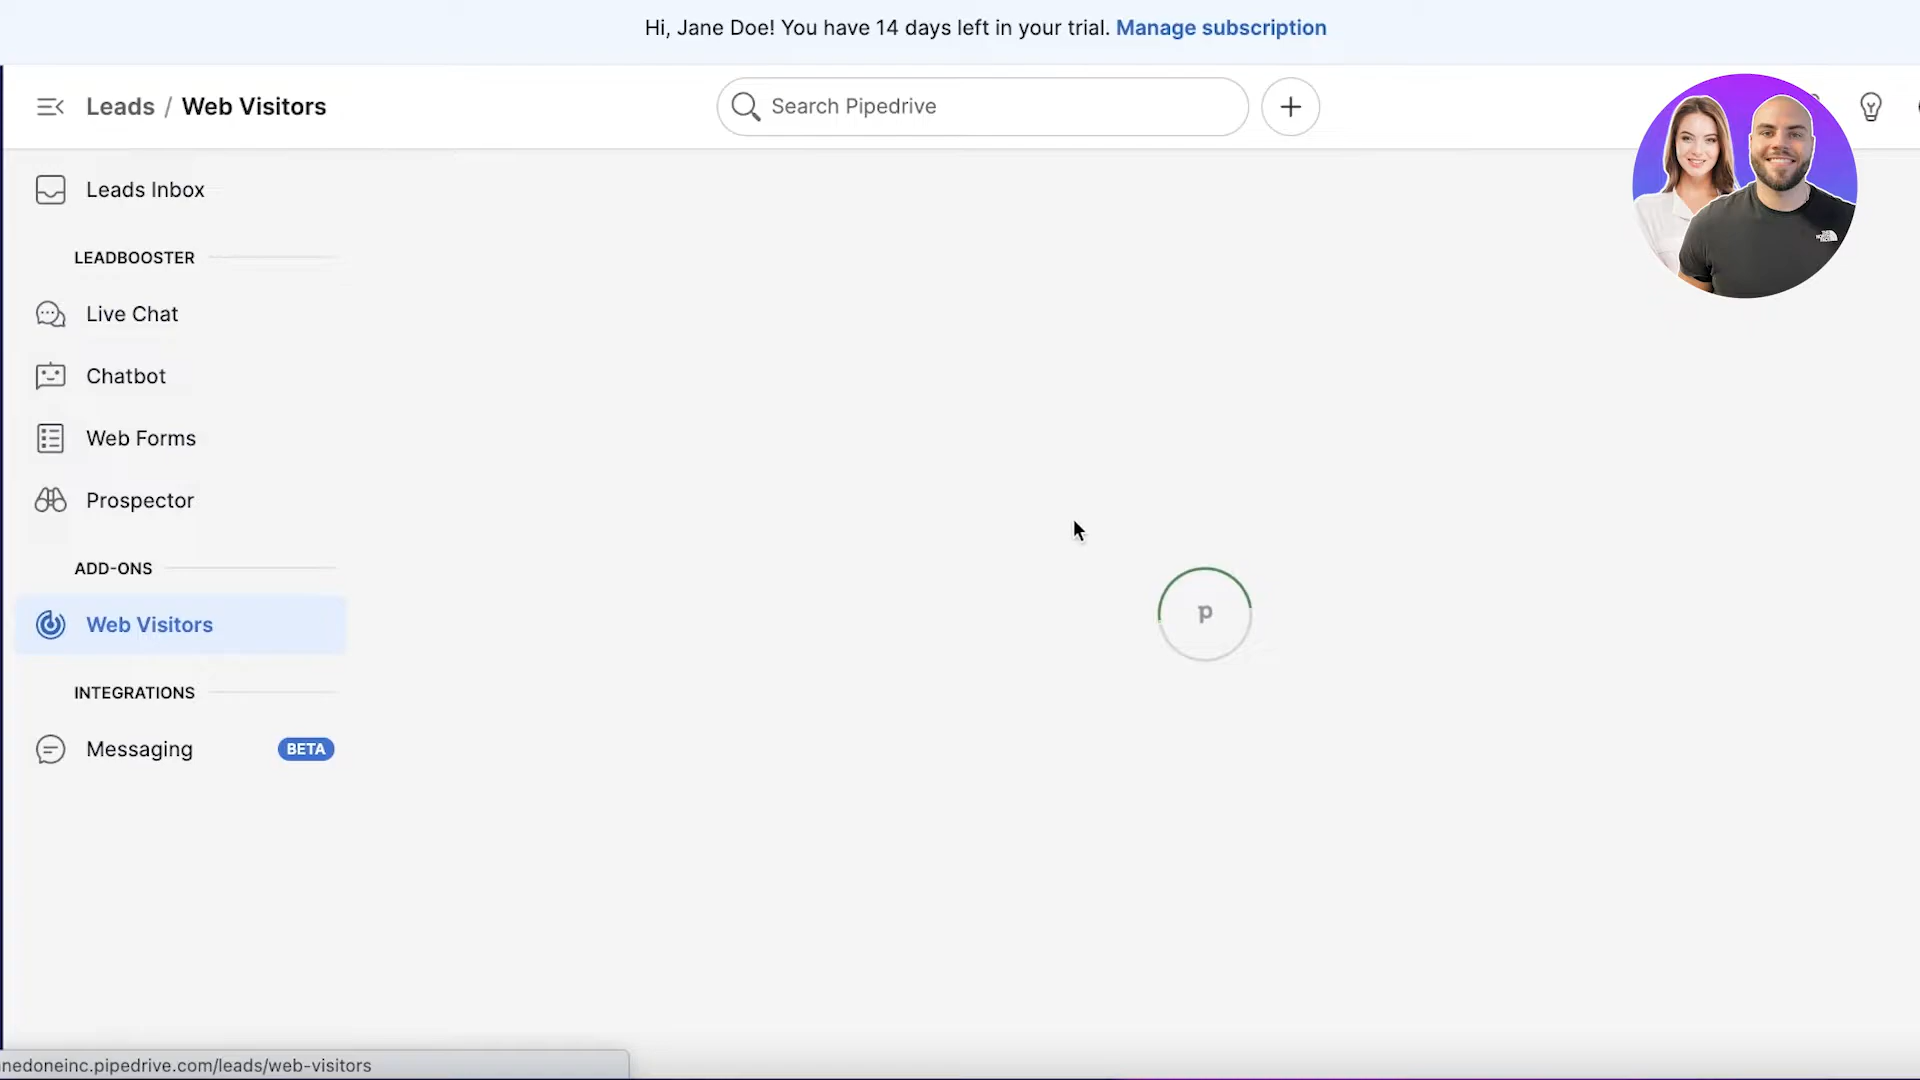 Hi, Jane Doe! You have 14 days left in your trial. Manage subscription
Leads / Web Visitors
Search Pipedrive
Leads Inbox
LEADBOOSTER
Live Chat
Chatbot
Web Forms
Prospector
ADD-ONS
Web Visitors
INTEGRATIONS
Messaging BETA
p
nedoneinc.pipedrive.com/leads/web-visitors